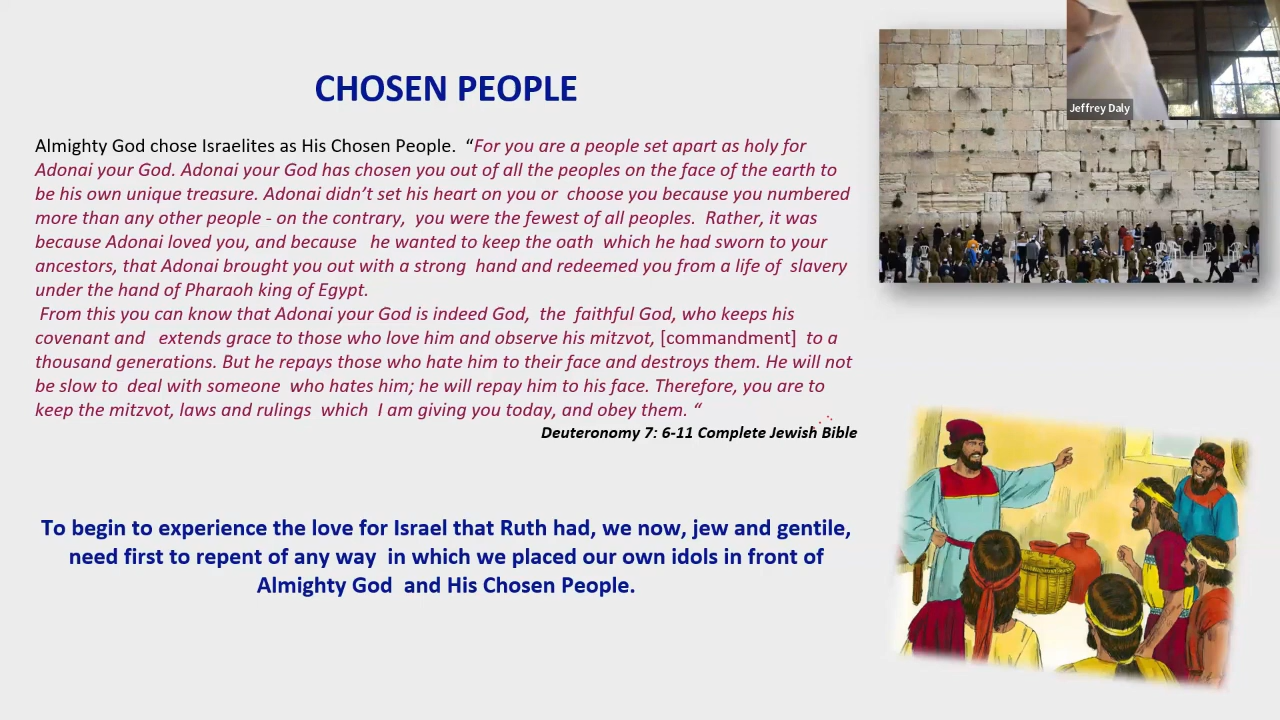 Jeffrey Daly
CHOSEN PEOPLE
Almighty God chose Israelites as His Chosen People.  “For you are a people set apart as holy for
Adonai your God. Adonai your God has chosen you out of all the peoples on the face of the earth to
be his own unique treasure. Adonai didn’t set his heart on you or  choose you because you numbered
more than any other people - on the contrary,  you were the fewest of all peoples.  Rather, it was
because Adonai loved you, and because   he wanted to keep the oath  which he had sworn to your
ancestors, that Adonai brought you out with a strong  hand and redeemed you from a life of  slavery
under the hand of Pharaoh king of Egypt.
From this you can know that Adonai your God is indeed God,  the  faithful God, who keeps his
covenant and   extends grace to those who love him and observe his mitzvot, [commandment]  to a
thousand generations. But he repays those who hate him to their face and destroys them. He will not
be slow to  deal with someone  who hates him; he will repay him to his face. Therefore, you are to
keep the mitzvot, laws and rulings  which  I am giving you today, and obey them. “
Deuteronomy 7: 6-11 Complete Jewish Bible
To begin to experience the love for Israel that Ruth had, we now, jew and gentile,
need first to repent of any way  in which we placed our own idols in front of
Almighty God  and His Chosen People.